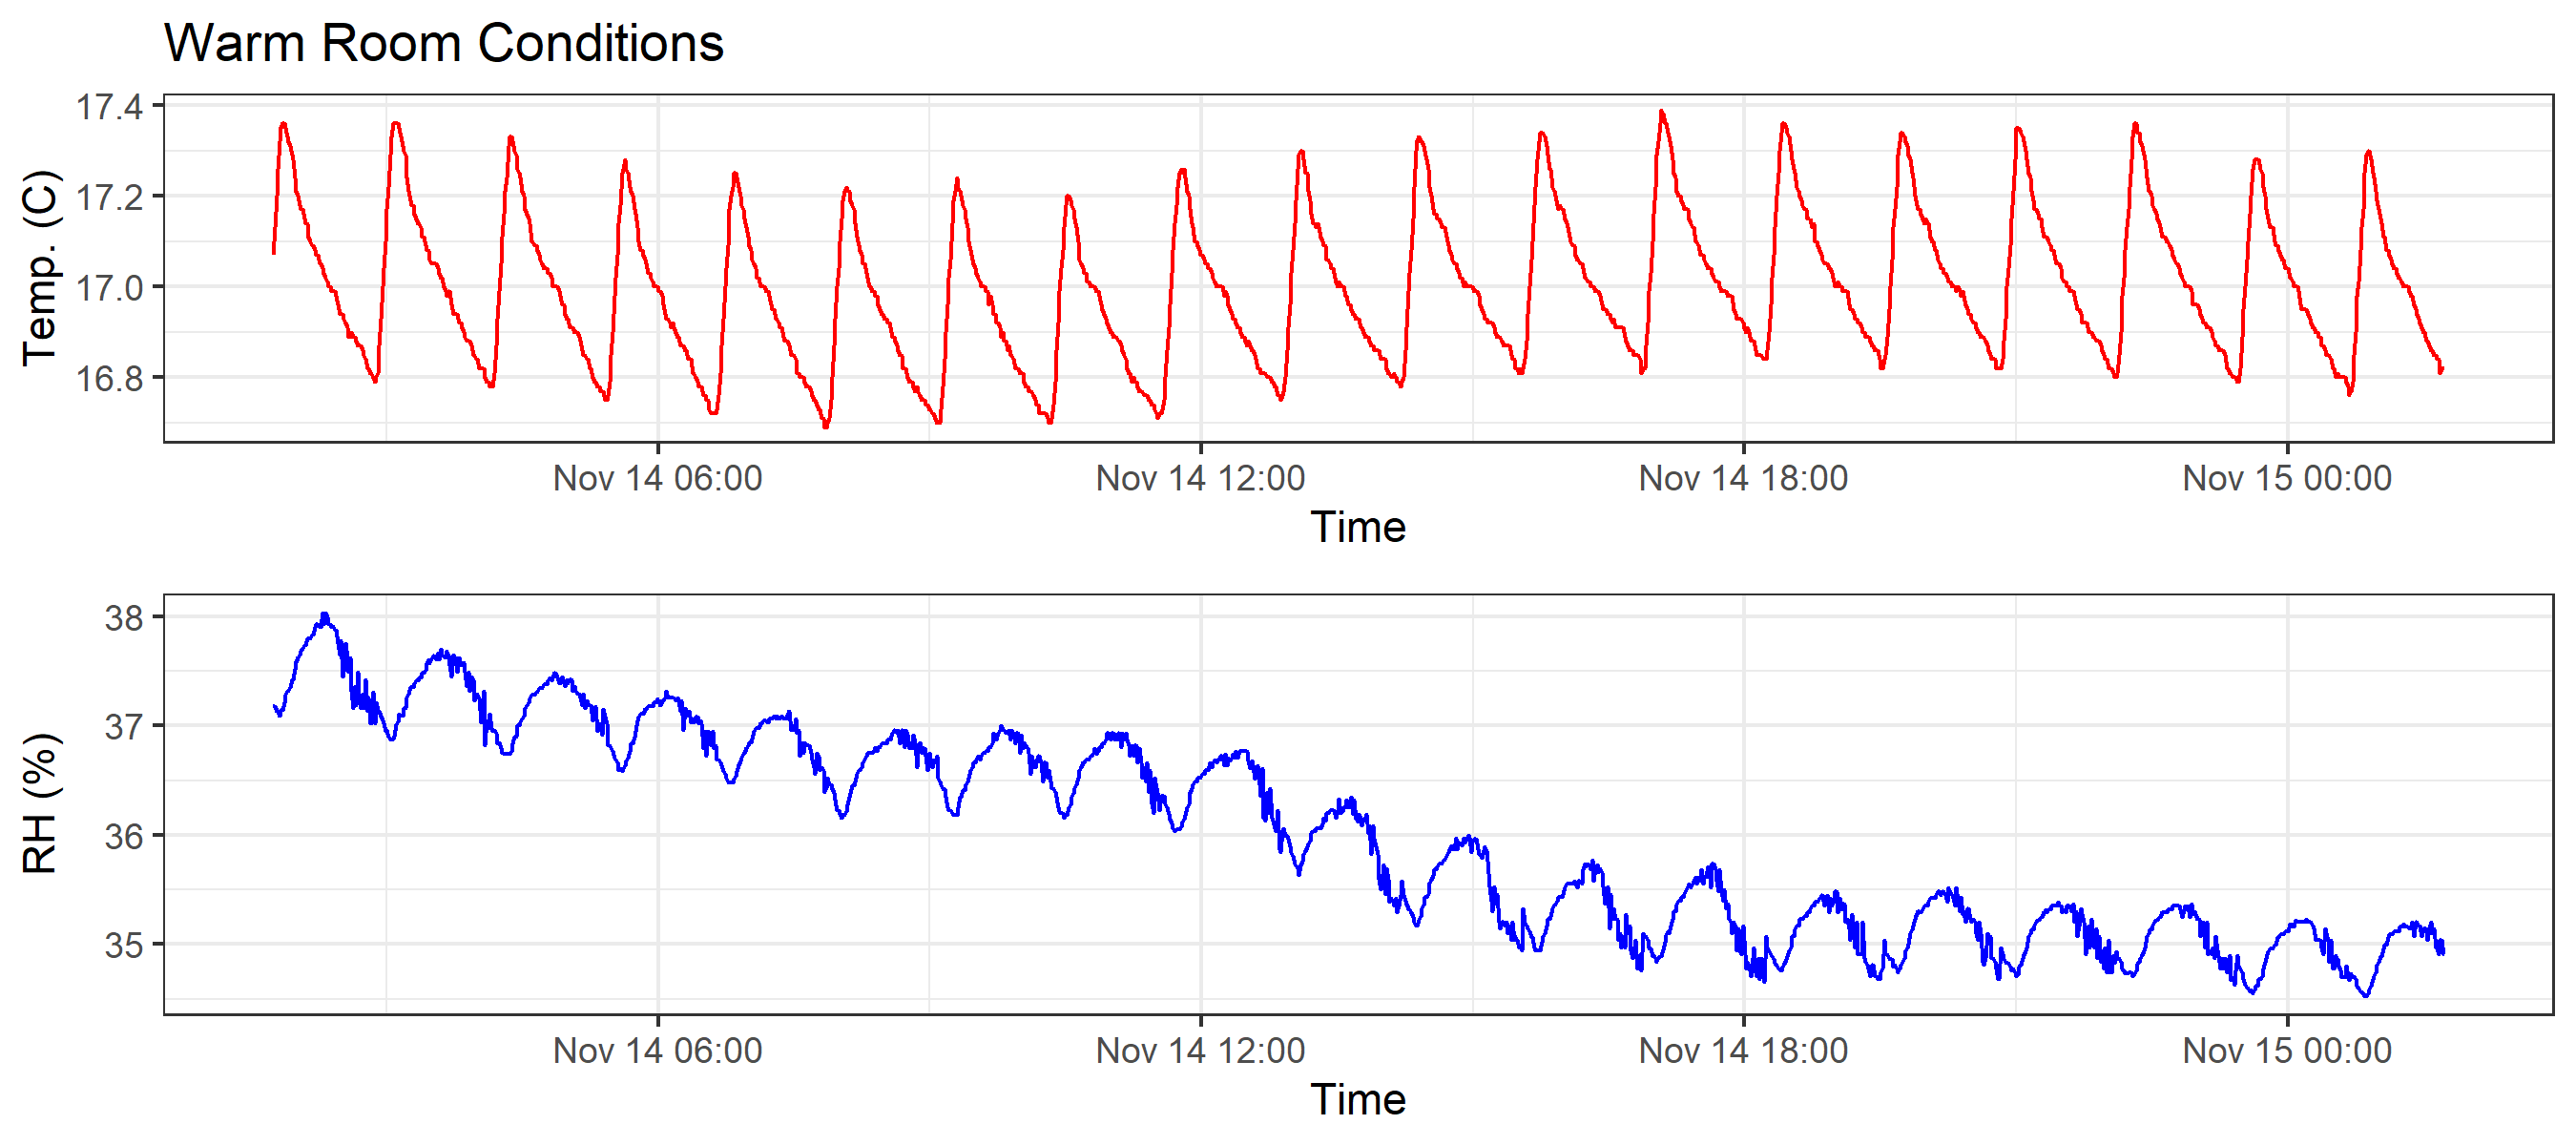 Warm Room Conditions
Temp. (C)
17.4
17.2
17.0
16.8
Nov 14 06:00 Nov 14 12:00 Nov 14 18:00 Nov 15 00:00
Time
RH (%)
38
37
36
35
Nov 14 06:00 Nov 14 12:00 Nov 14 18:00 Nov 15 00:00
Time